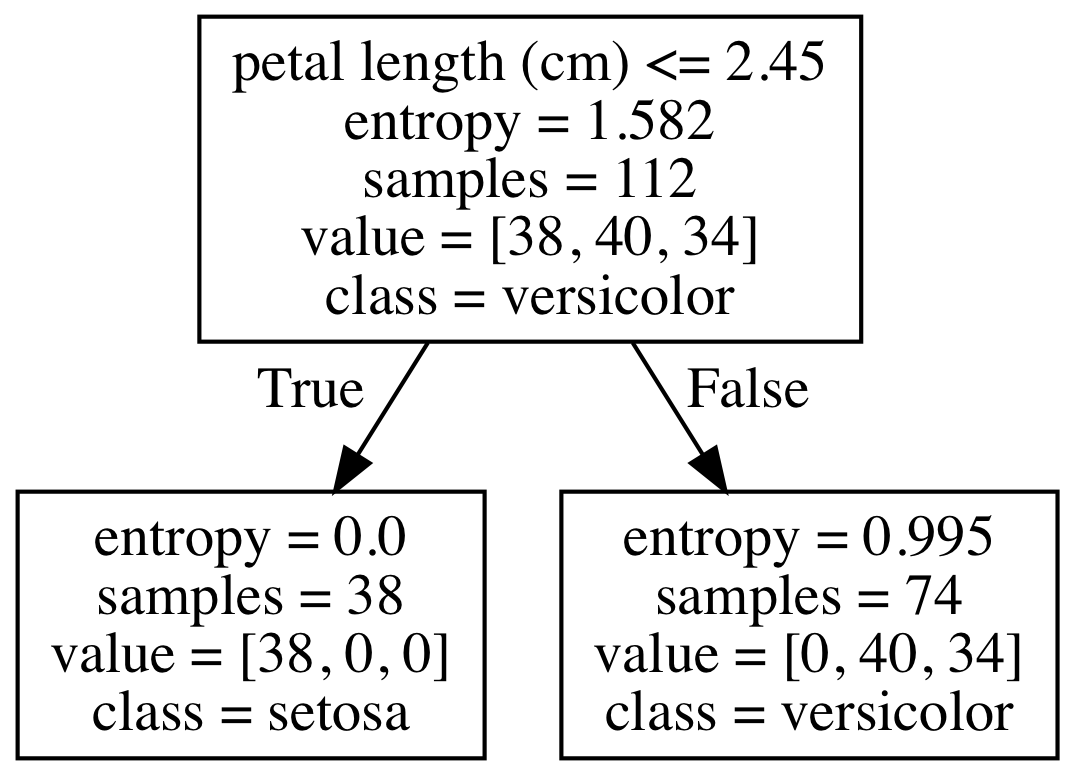 petal length (cm) <= 2.45
entropy = 1.582
samples = 112
value = [38, 40, 34]
class = versicolor
True
False
entropy = 0.0
samples = 38
value = [38, 0, 0]
class = setosa
entropy = 0.995
samples = 74
value = [0, 40, 34]
class = versicolor